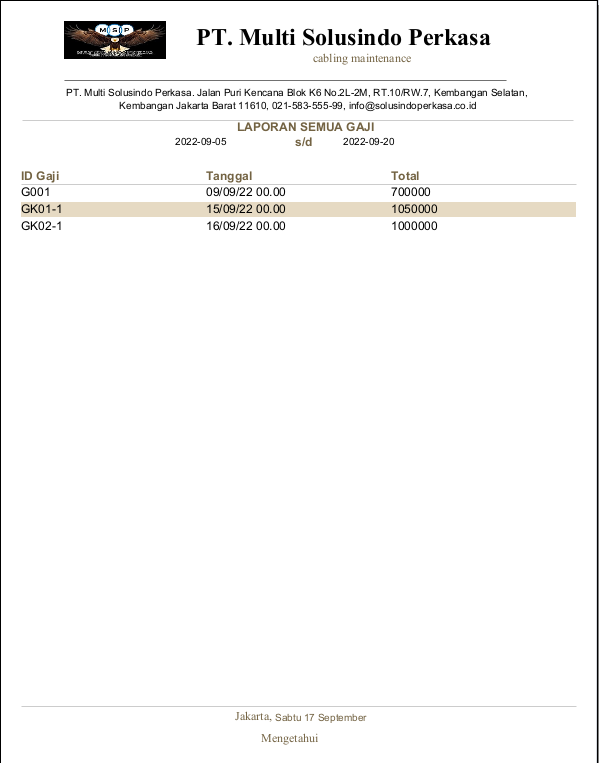 MSP
PT. Multi Solusindo Perkasa
cabling maintenance
PT. Multi Solusindo Perkasa. Jalan Puri Kencana Blok K6 No.2L-2M, RT.10/RW.7, Kembangan Selatan,
Kembangan Jakarta Barat 11610, 021-583-555-99, info@solusindoperkasa.co.id
LAPORAN SEMUA GAJI
2022-09-05 s/d 2022-09-20
ID Gaji Tanggal Total
G001 09/09/22 00.00 700000
GK01-1 15/09/22 00.00 1050000
GK02-1 16/09/22 00.00 1000000
Jakarta, Sabtu 17 September
Mengetahui